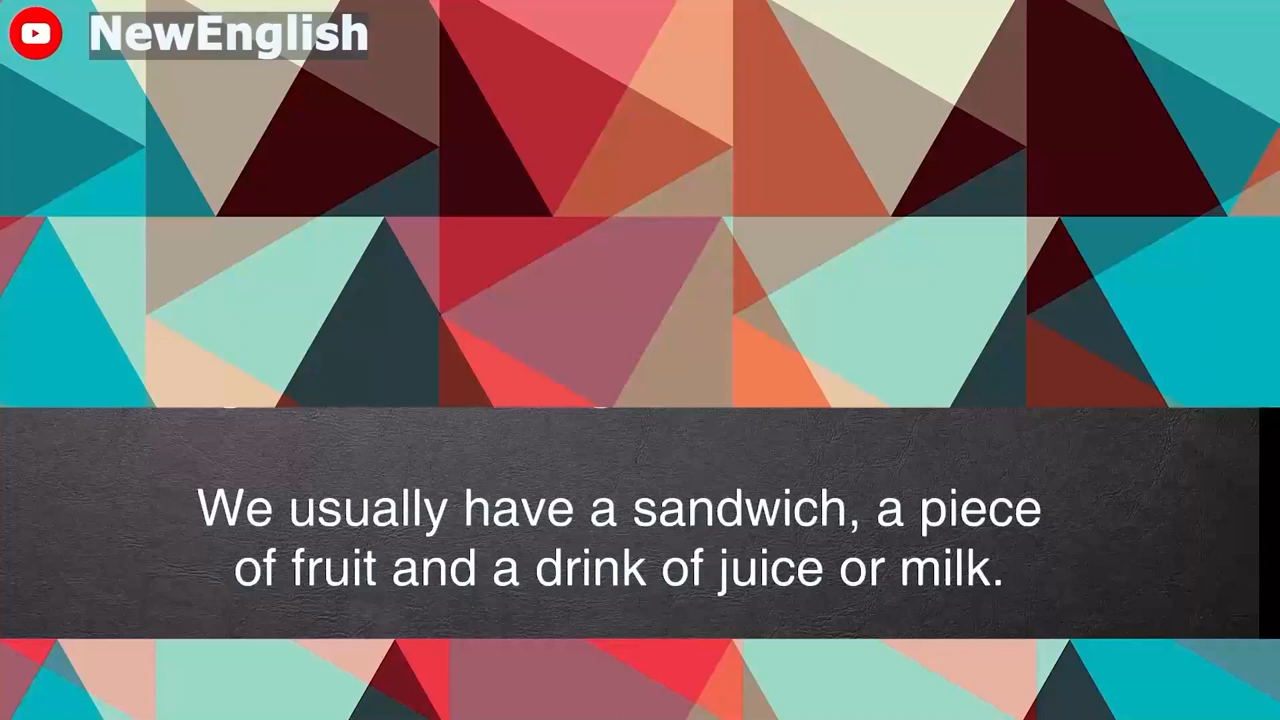 NewEnglish
We usually have a sandwich, a piece
of fruit and a drink of juice or milk.